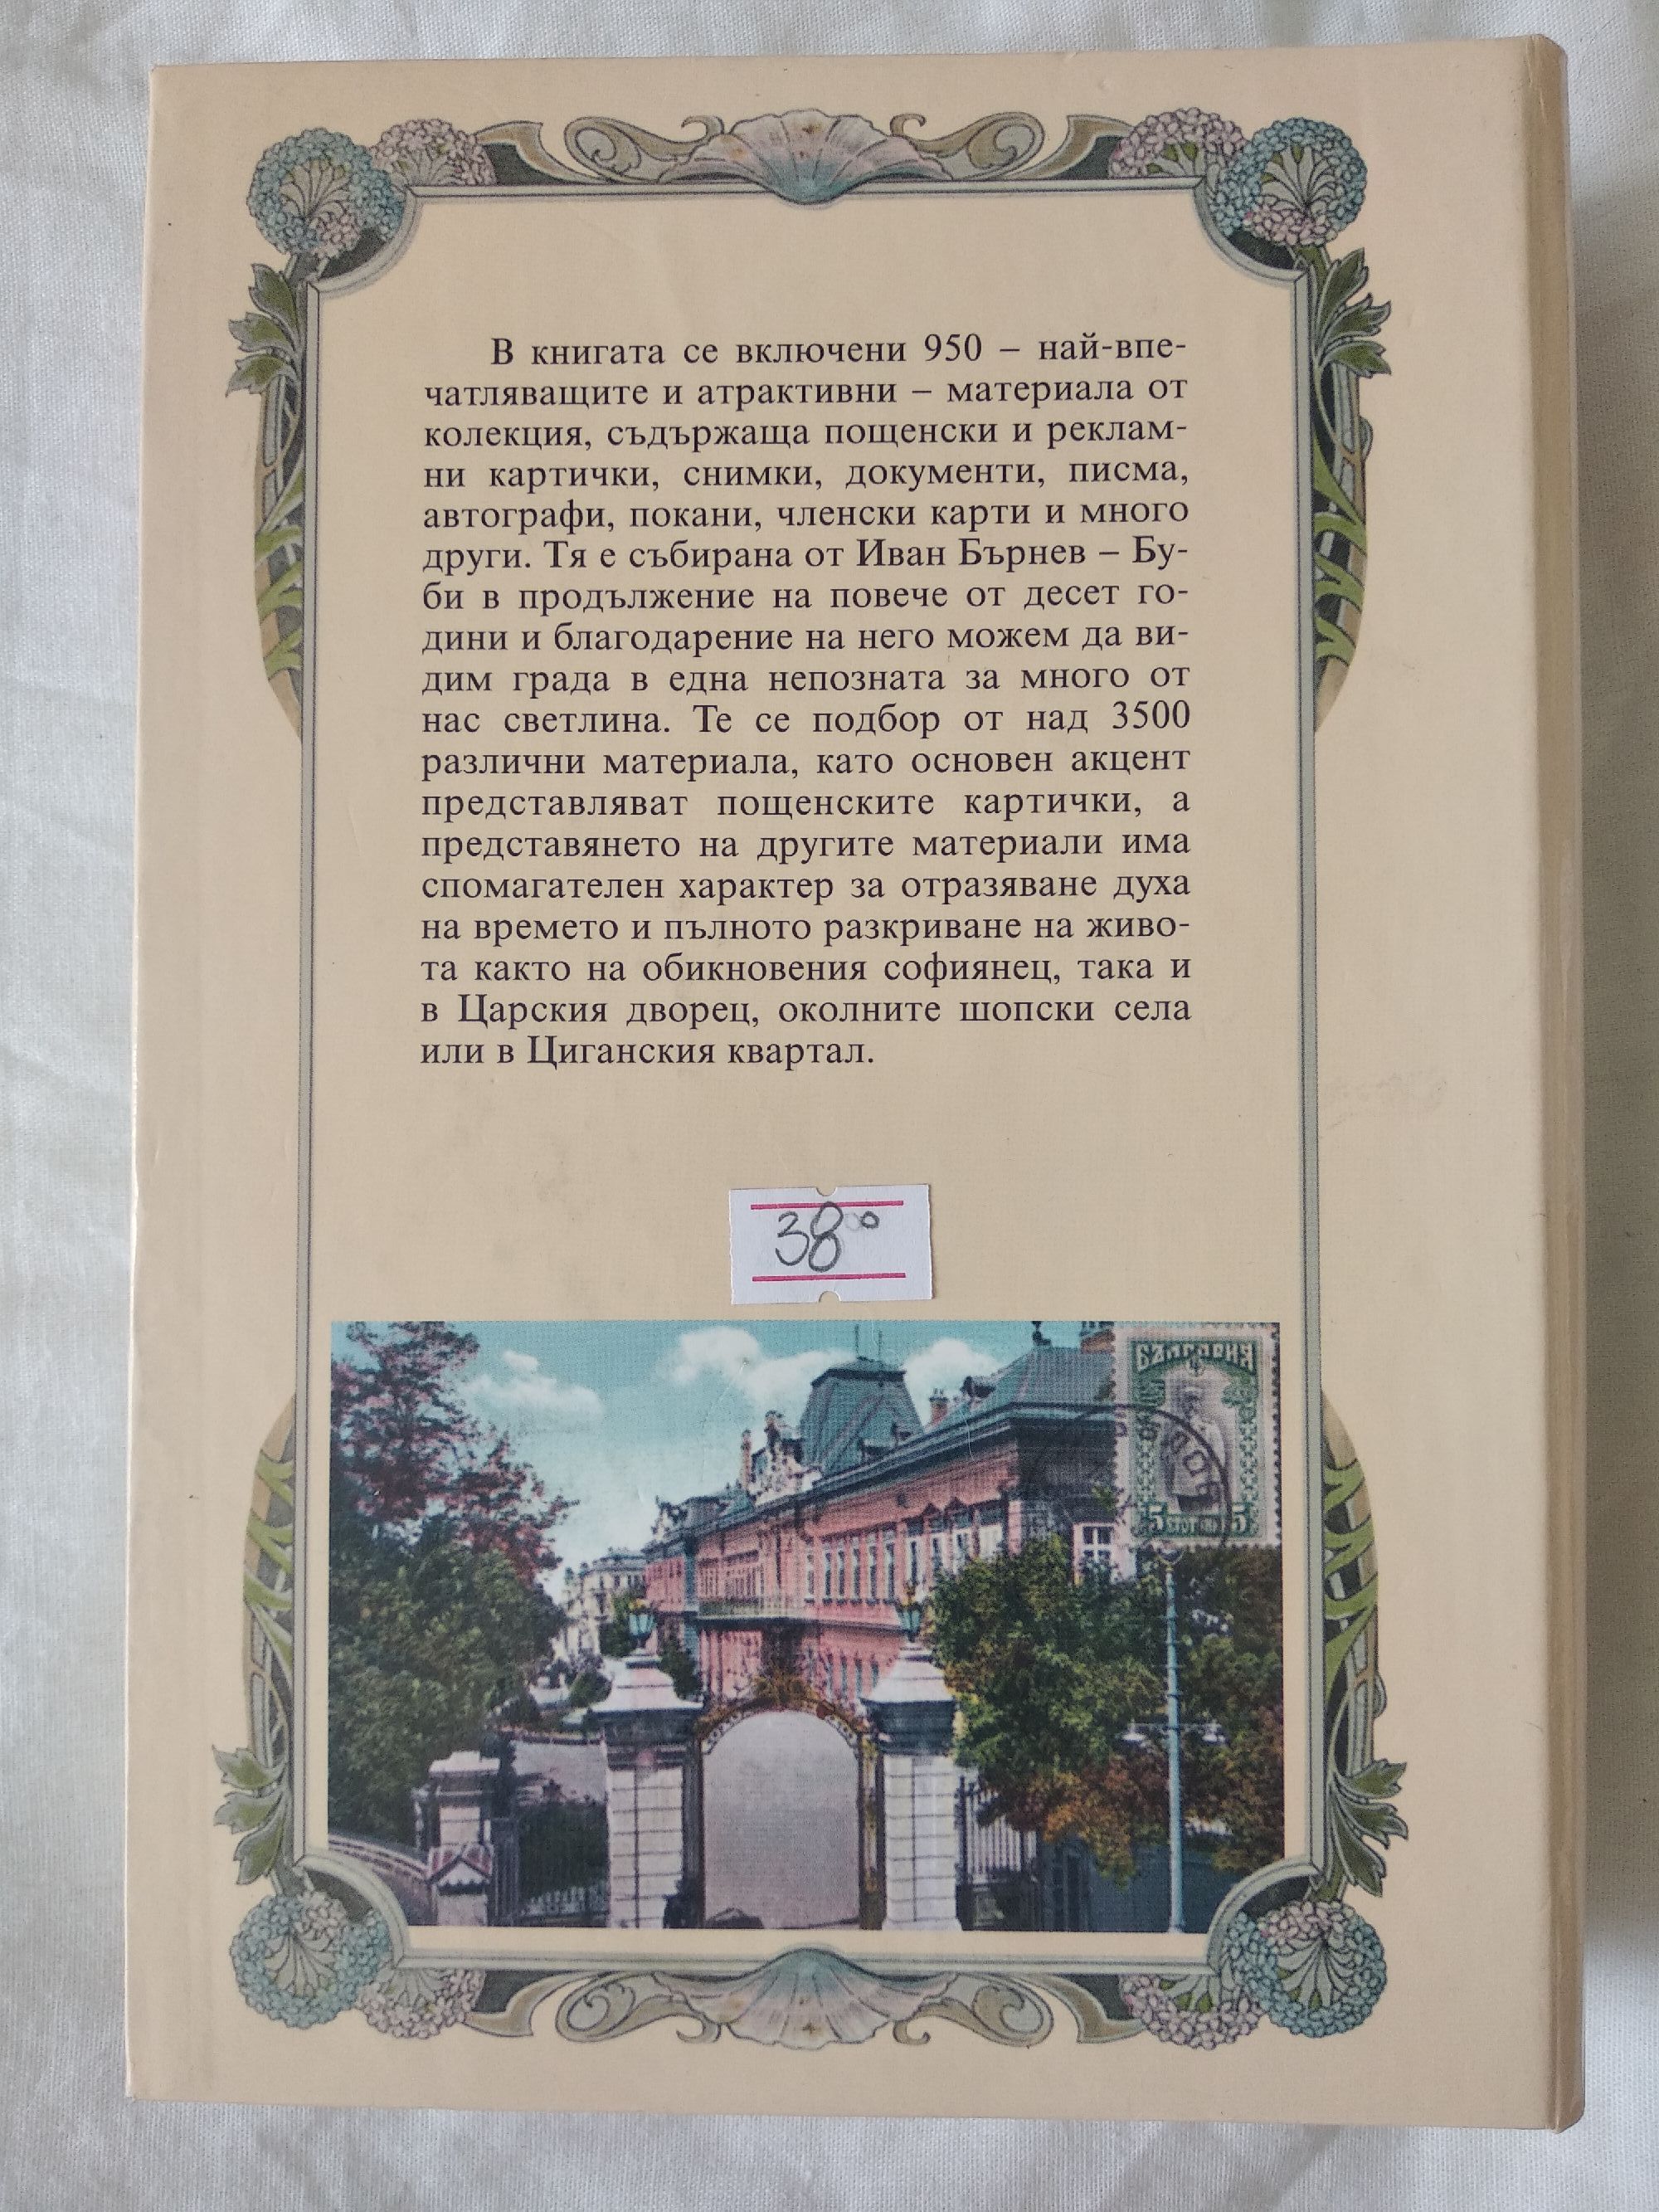 В книгата се включени 950 – най-впе-
чатляващите и атрактивни – материала от
колекция, съдържаща пощенски и реклам-
ни картички, снимки, документи, писма,
автографи, покани, членски карти и много
други. Тя е събирана от Иван Бърнев – Бу-
би в продължение на повече от десет го-
дини и благодарение на него можем да ви-
дим града в една непозната за много от
нас светлина. Те се подбор от над 3500
различни материала, като основен акцент
представляват пощенските картички, а
представянето на другите материали има
спомагателен характер за отразяване духа
на времето и пълното разкриване на живо-
та както на обикновения софиянец, така и
в Царския дворец, околните шопски села
или в Циганския квартал.
38°
БЪЛГАРИЯ
5 5